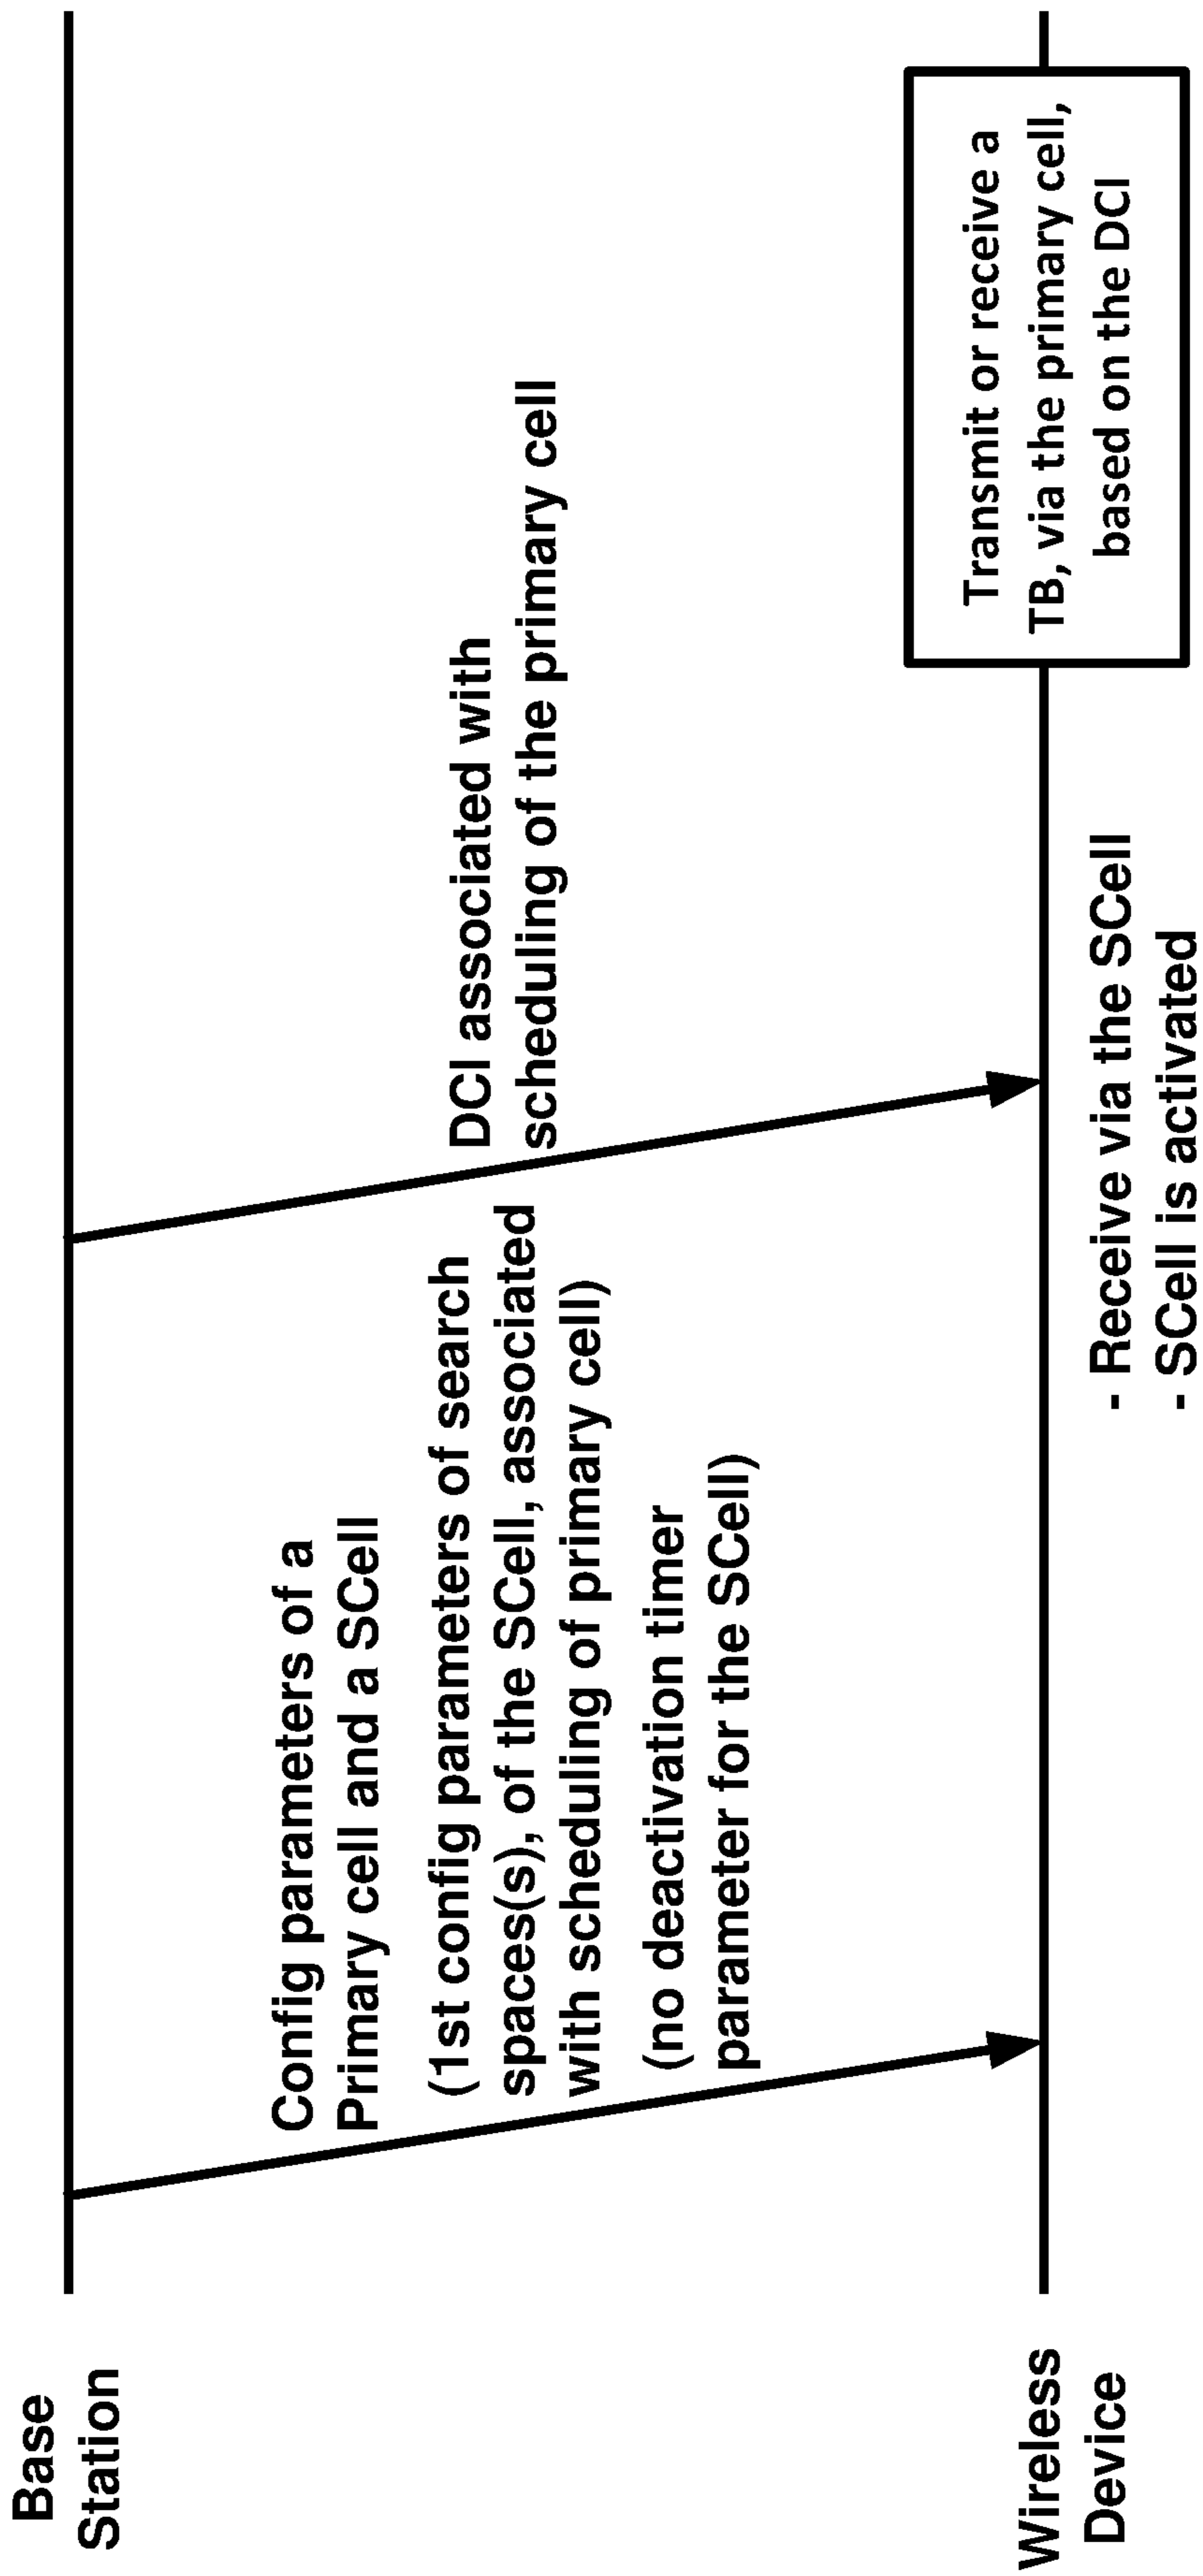 Base
Station
Config parameters of a
Primary cell and a SCell
(1st config parameters of search
spaces(s), of the SCell, associated
with scheduling of primary cell)
(no deactivation timer
parameter for the SCell)
DCI associated with
scheduling of the primary cell
Wireless
Device
- Receive via the SCell
- SCell is activated
Transmit or receive a
TB, via the primary cell,
based on the DCI